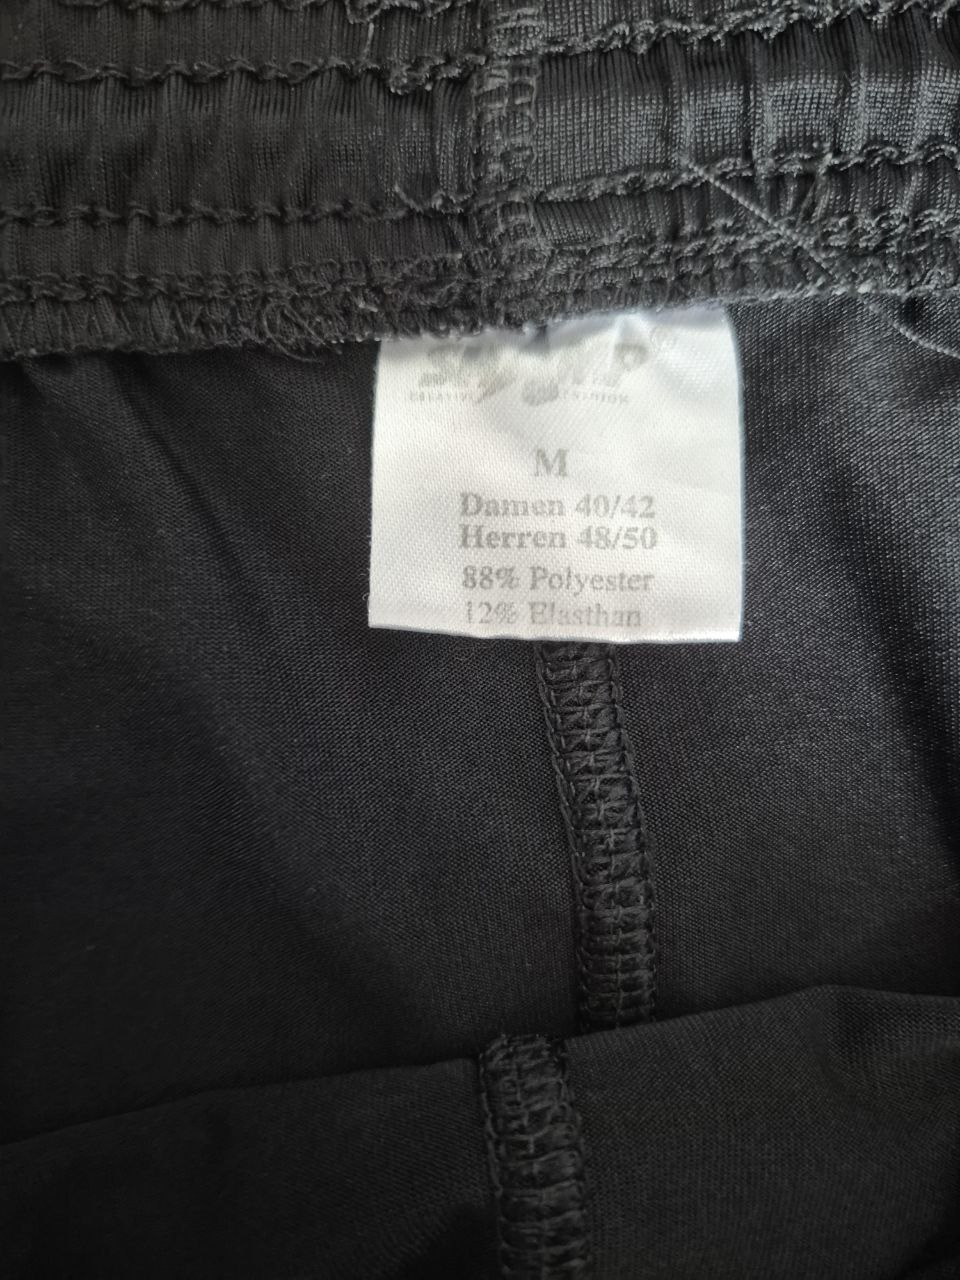 M
Damen 40/42
Herren 48/50
88% Polyester
12% Elasthan